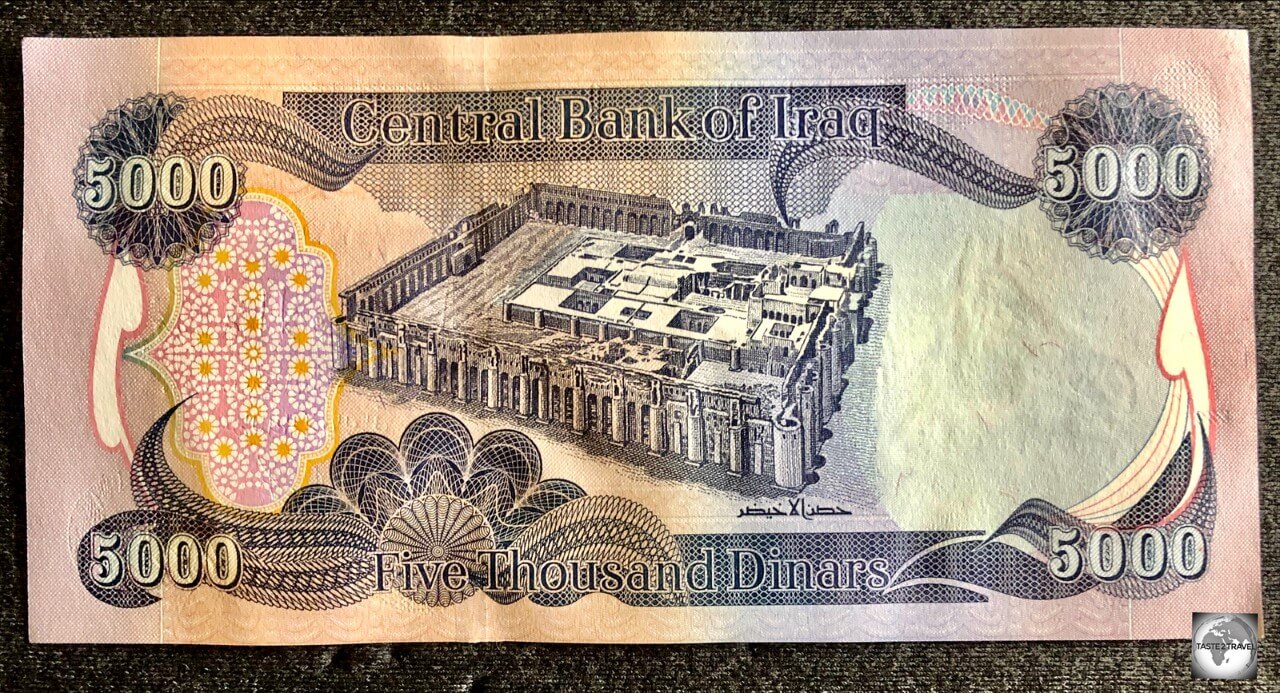 Central Bank of Iraq
5000
5000
حصن الاخيضر
5000
Five Thousand Dinars
5000
TASTE2TRAVEL